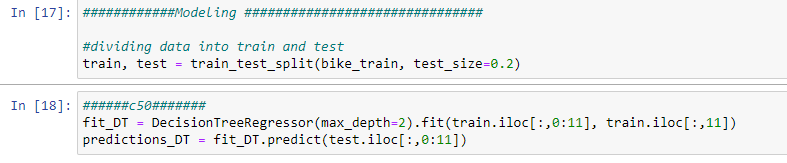 In [17]: ############Modeling ###############################
#dividing data into train and test
train, test = train_test_split(bike_train, test_size=0.2)
In [18]: ######c50#######
fit_DT = DecisionTreeRegressor(max_depth=2).fit(train.iloc[:,0:11], train.iloc[:,11])
predictions_DT = fit_DT.predict(test.iloc[:,0:11])